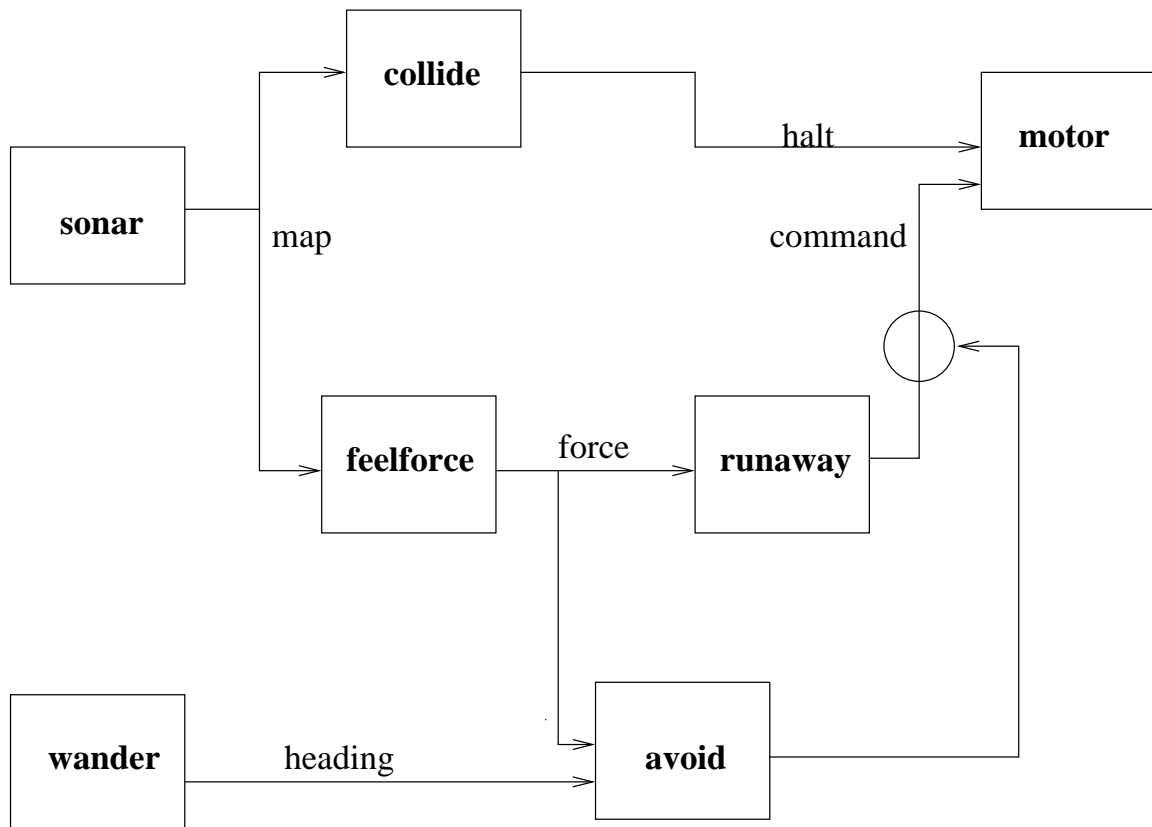 collide
halt
motor
sonar
map
command
feelforce
force
runaway
wander
heading
avoid